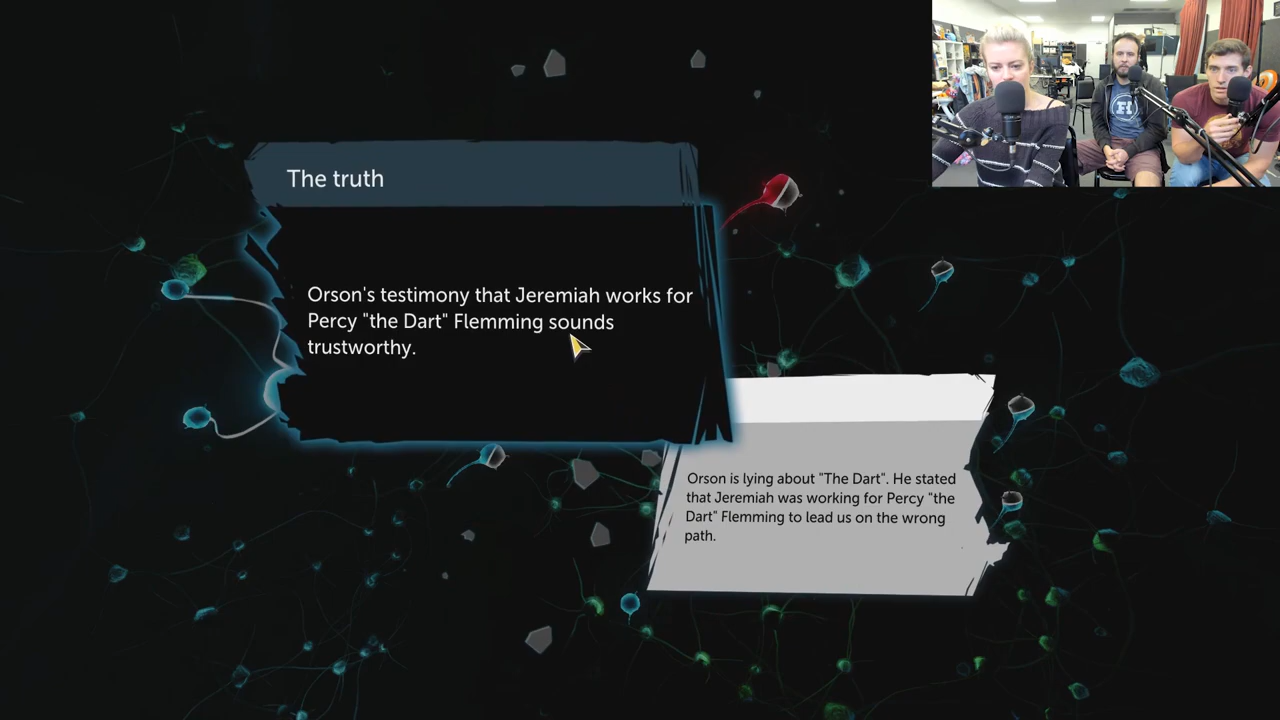 The truth
Orson's testimony that Jeremiah works for
Percy "the Dart" Flemming sounds
trustworthy.
Orson is lying about "The Dart". He stated
that Jeremiah was working for Percy "the
Dart" Flemming to lead us on the wrong
path.